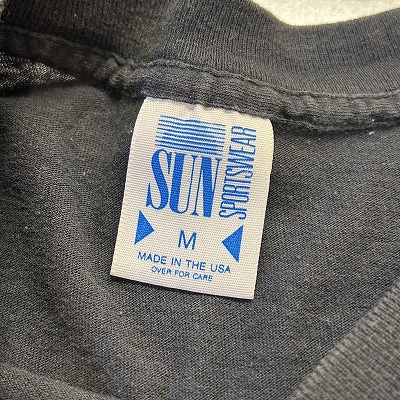 SUN
SPORTSWEAR
M
MADE IN THE USA
OVER FOR CARE